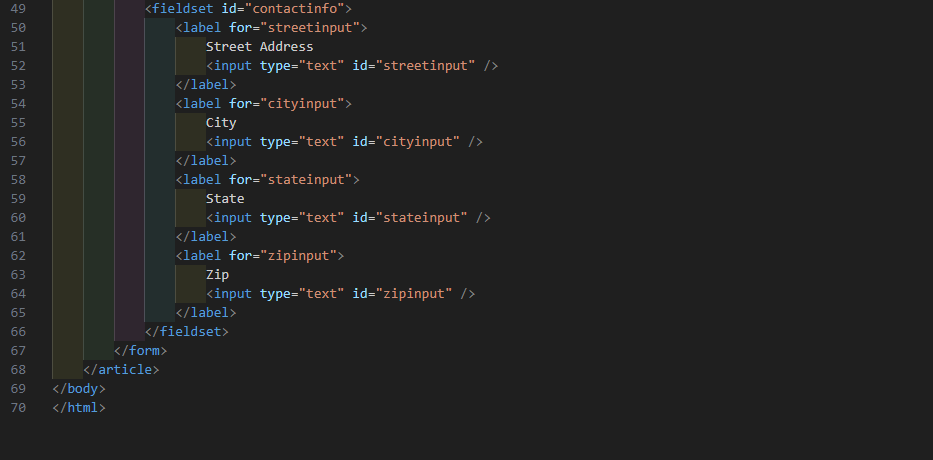 49 <fieldset id="contactinfo">
50 <label for="streetinput">
51 Street Address
52 <input type="text" id="streetinput" />
53 </label>
54 <label for="cityinput">
55 City
56 <input type="text" id="cityinput" />
57 </label>
58 <label for="stateinput">
59 State
60 <input type="text" id="stateinput" />
61 </label>
62 <label for="zipinput">
63 Zip
64 <input type="text" id="zipinput" />
65 </label>
66 </fieldset>
67 </form>
68 </article>
69 </body>
70 </html>